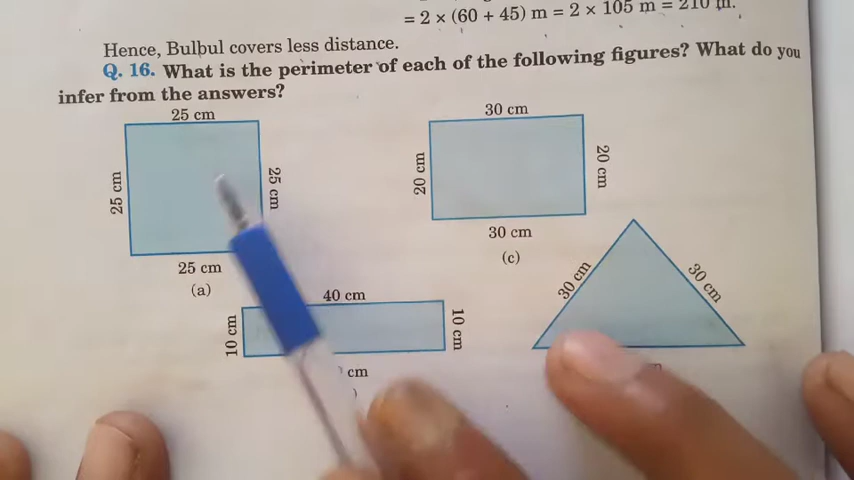 = 2 × (60 + 45) m = 2 × 105 m = 210 m.
Hence, Bulbul covers less distance.
Q. 16. What is the perimeter of each of the following figures? What do you
infer from the answers?
25 cm
25 cm
25 cm
25 cm
(a)
30 cm
20 cm
20 cm
30 cm
(c)
40 cm
10 cm
10 cm
cm
)
30 cm
30 cm